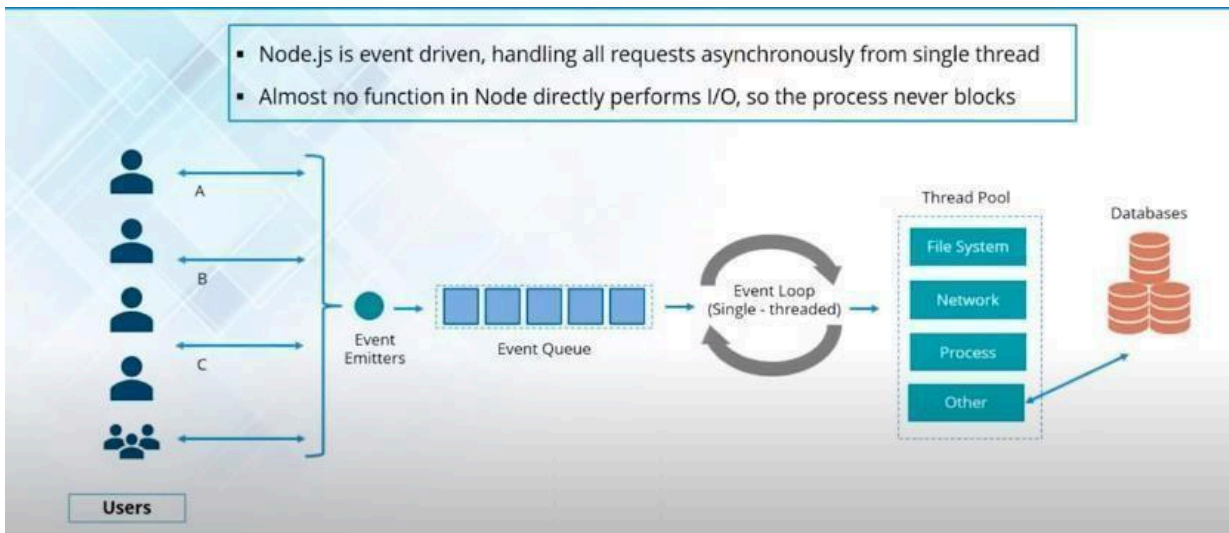 ▪ Node.js is event driven, handling all requests asynchronously from single thread
▪ Almost no function in Node directly performs I/O, so the process never blocks
A
B
C
Users
Event
Emitters
Event Queue
Event Loop
(Single - threaded)
Thread Pool
File System
Network
Process
Other
Databases